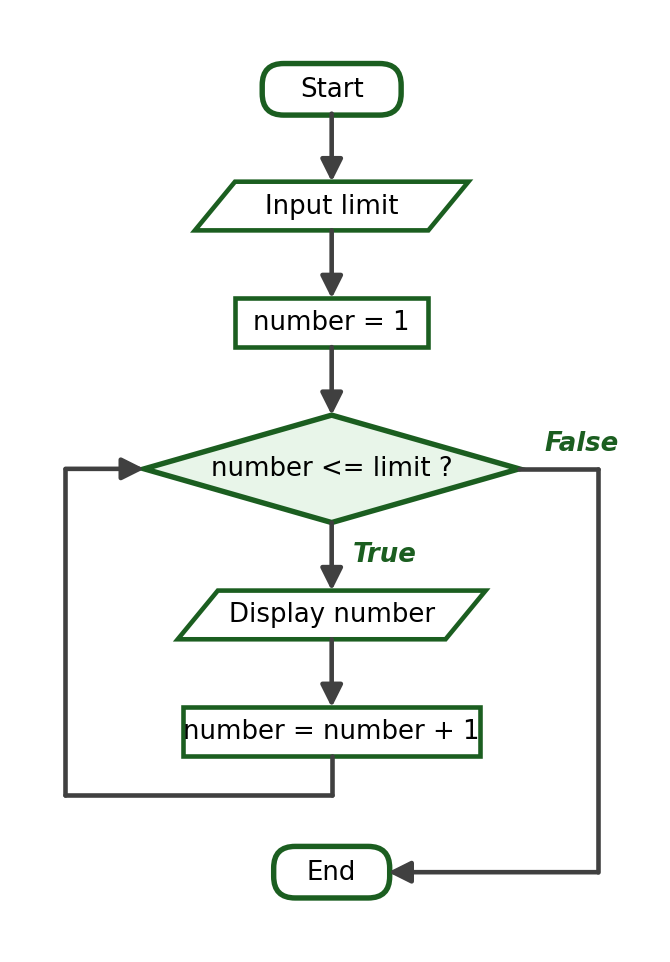 Start
Input limit
number = 1
number <= limit ?
False
True
Display number
number = number + 1
End